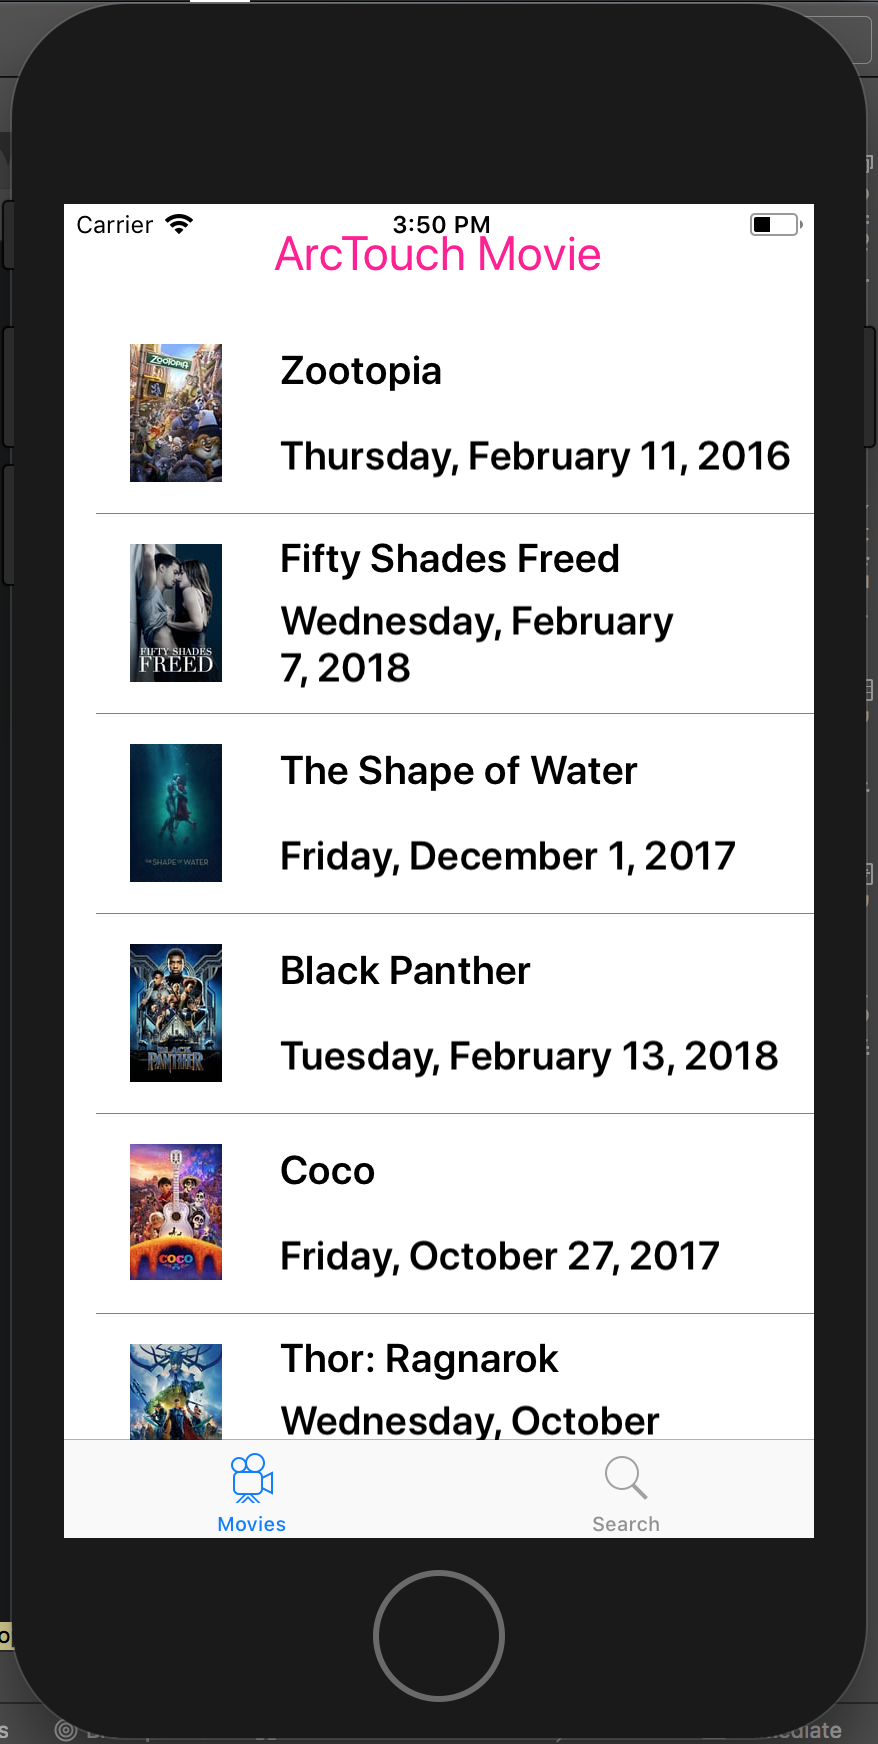 Carrier 3:50 PM
ArcTouch Movie
ZOOTOPIA
Zootopia
Thursday, February 11, 2016
FIFTY SHADES
FREED
Fifty Shades Freed
Wednesday, February
7, 2018
THE SHAPE OF WATER
The Shape of Water
Friday, December 1, 2017
BLACK
PANTHER
Black Panther
Tuesday, February 13, 2018
COCO
Coco
Friday, October 27, 2017
Thor: Ragnarok
Wednesday, October
Movies
Search